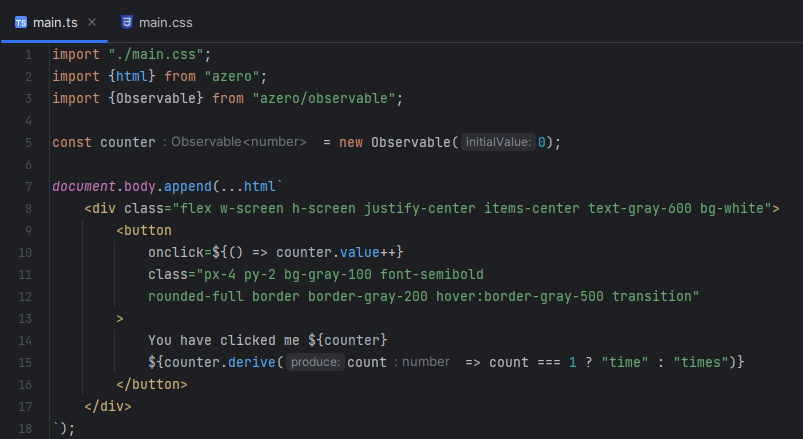 TS main.ts × 3 main.css
1 import "./main.css";
2 import {html} from "azero";
3 import {Observable} from "azero/observable";
4
5 const counter : Observable<number> = new Observable( initialValue: 0);
6
7 document.body.append(...html`
8 <div class="flex w-screen h-screen justify-center items-center text-gray-600 bg-white">
9 <button
10 onclick=${() => counter.value++}
11 class="px-4 py-2 bg-gray-100 font-semibold
12 rounded-full border border-gray-200 hover:border-gray-500 transition"
13 >
14 You have clicked me ${counter}
15 ${counter.derive( produce: count : number => count === 1 ? "time" : "times")}
16 </button>
17 </div>
18 `);